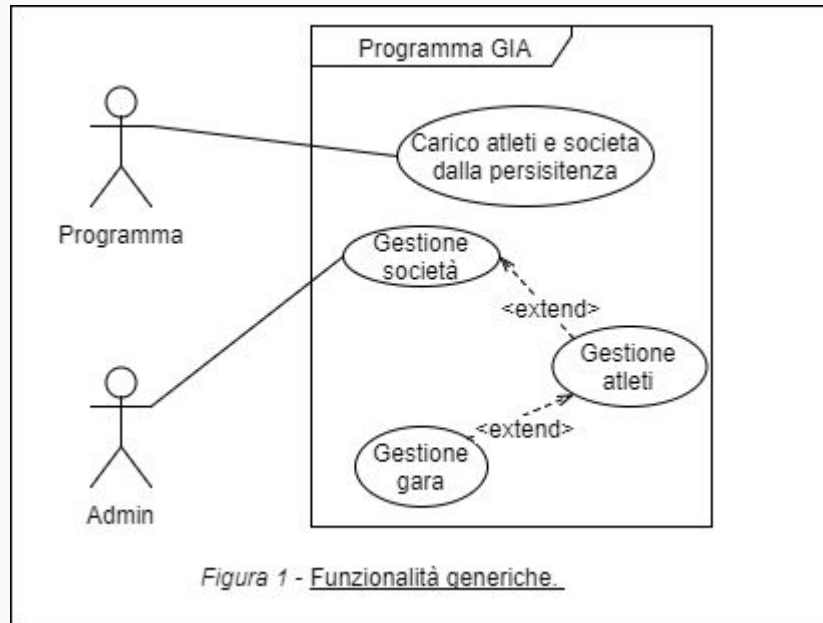 Programma GIA
Carico atleti e societa
dalla persisitenza
Programma
Gestione
società
<extend>
Gestione
atleti
<extend>
Gestione
gara
Admin
Figura 1 - Funzionalità generiche.